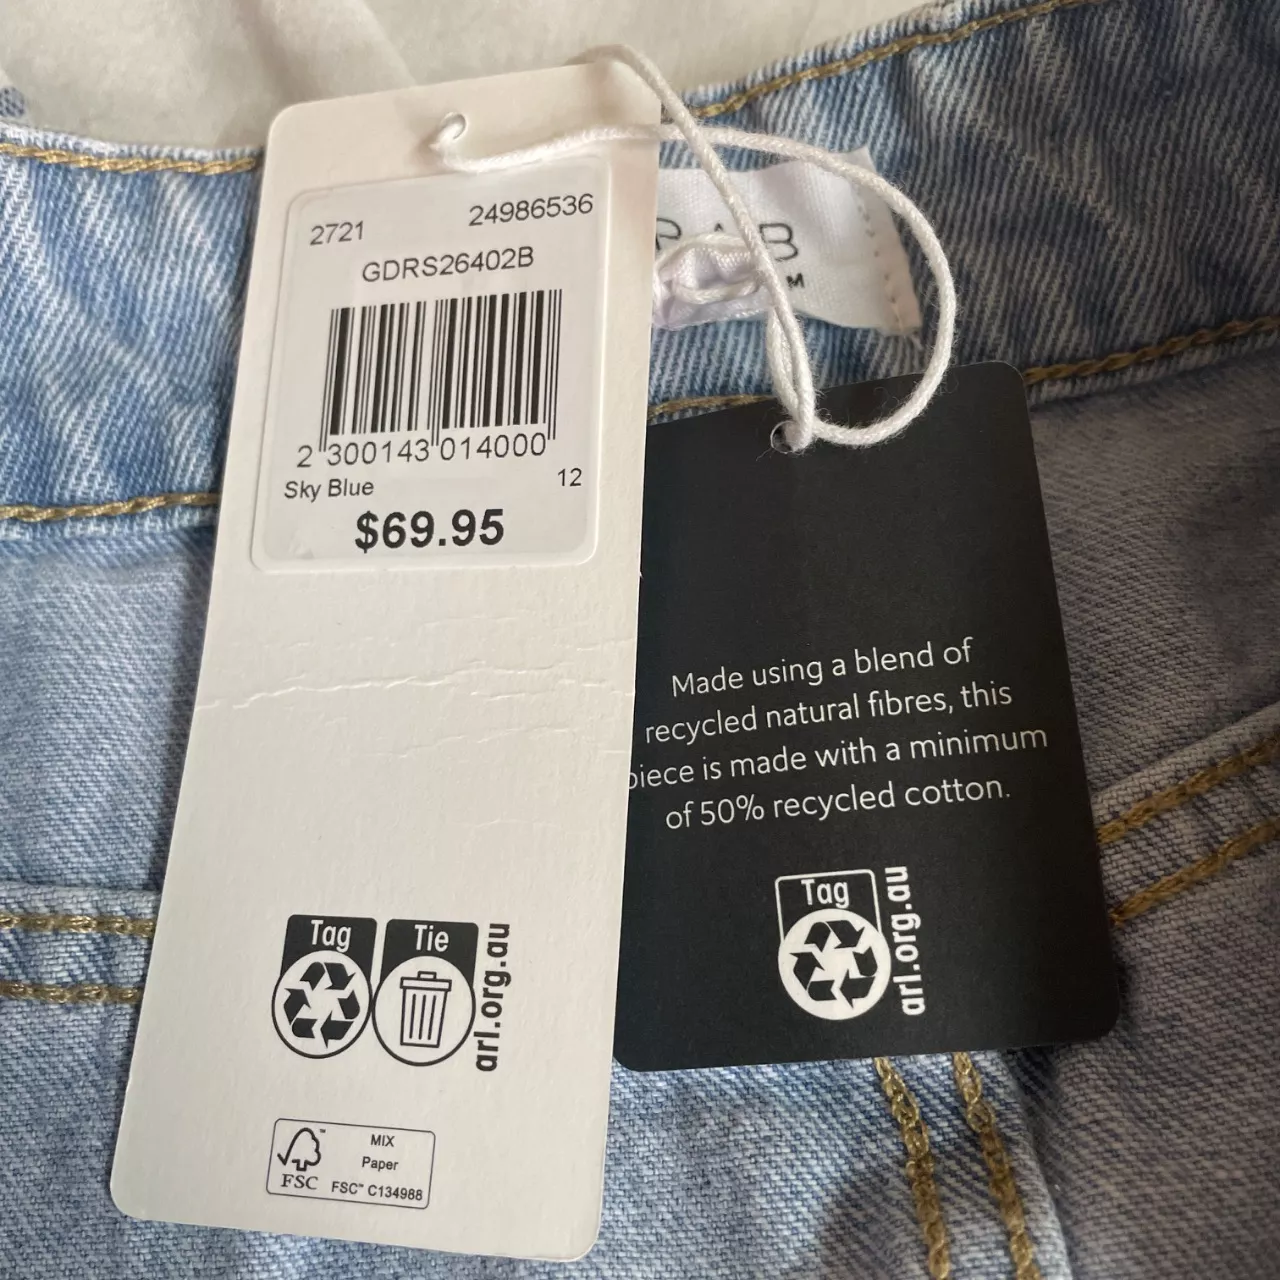 2721 24986536
GDRS26402B
2 300143 014000
Sky Blue 12
$69.95
Tag Tie
arl.org.au
MIX
Paper
FSC
FSC™ C134988
RAB
M
Made using a blend of
recycled natural fibres, this
piece is made with a minimum
of 50% recycled cotton.
Tag
arl.org.au